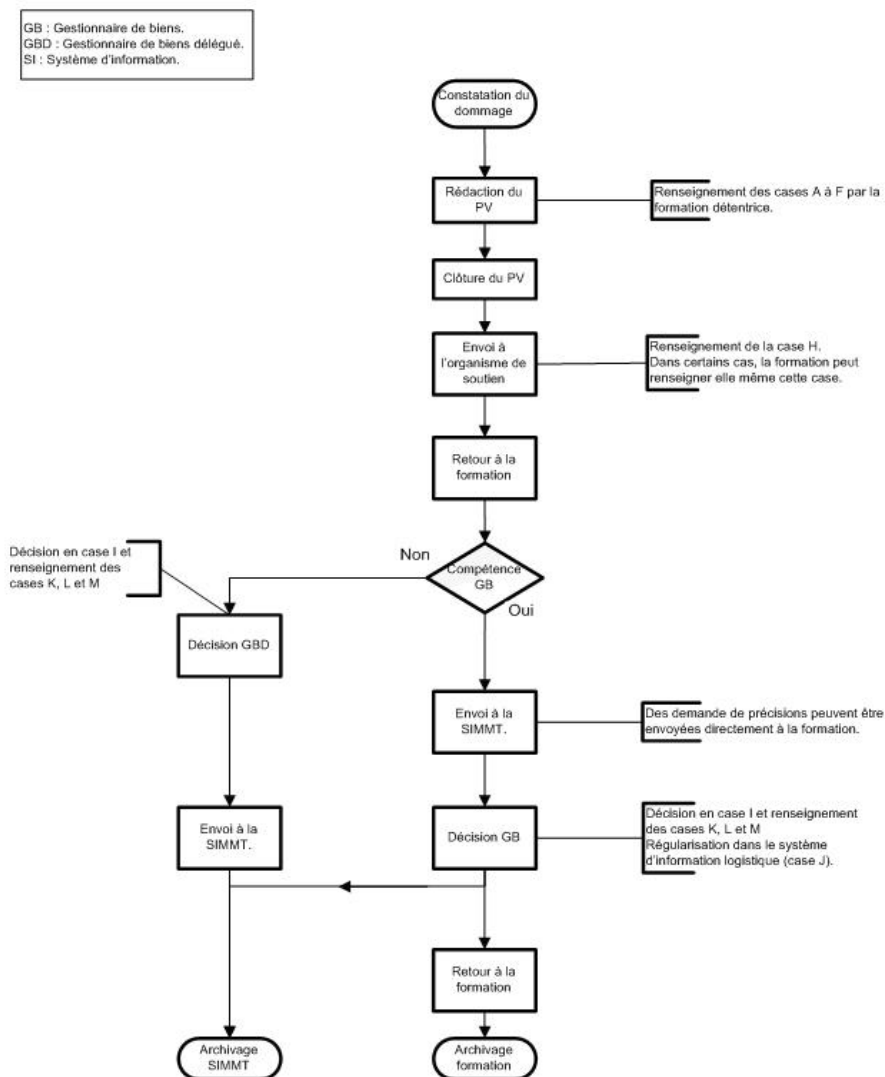 GB : Gestionnaire de biens.
GBD : Gestionnaire de biens délégué.
SI : Système d'information.
Constatation du
dommage
Rédaction du
PV
Renseignement des cases A à F par la
formation détentrice.
Clôture du PV
Envoi à
l'organisme de
soutien
Renseignement de la case H.
Dans certains cas, la formation peut
renseigner elle même cette case.
Retour à la
formation
Décision en case I et
renseignement des
cases K, L et M
Non
Compétence
GB
Oui
Décision GBD
Envoi à la
SIMMT.
Des demande de précisions peuvent être
envoyées directement à la formation.
Envoi à la
SIMMT.
Décision GB
Décision en case I et renseignement
des cases K, L et M
Régularisation dans le système
d'information logistique (case J).
Retour à la
formation
Archivage
SIMMT
Archivage
formation